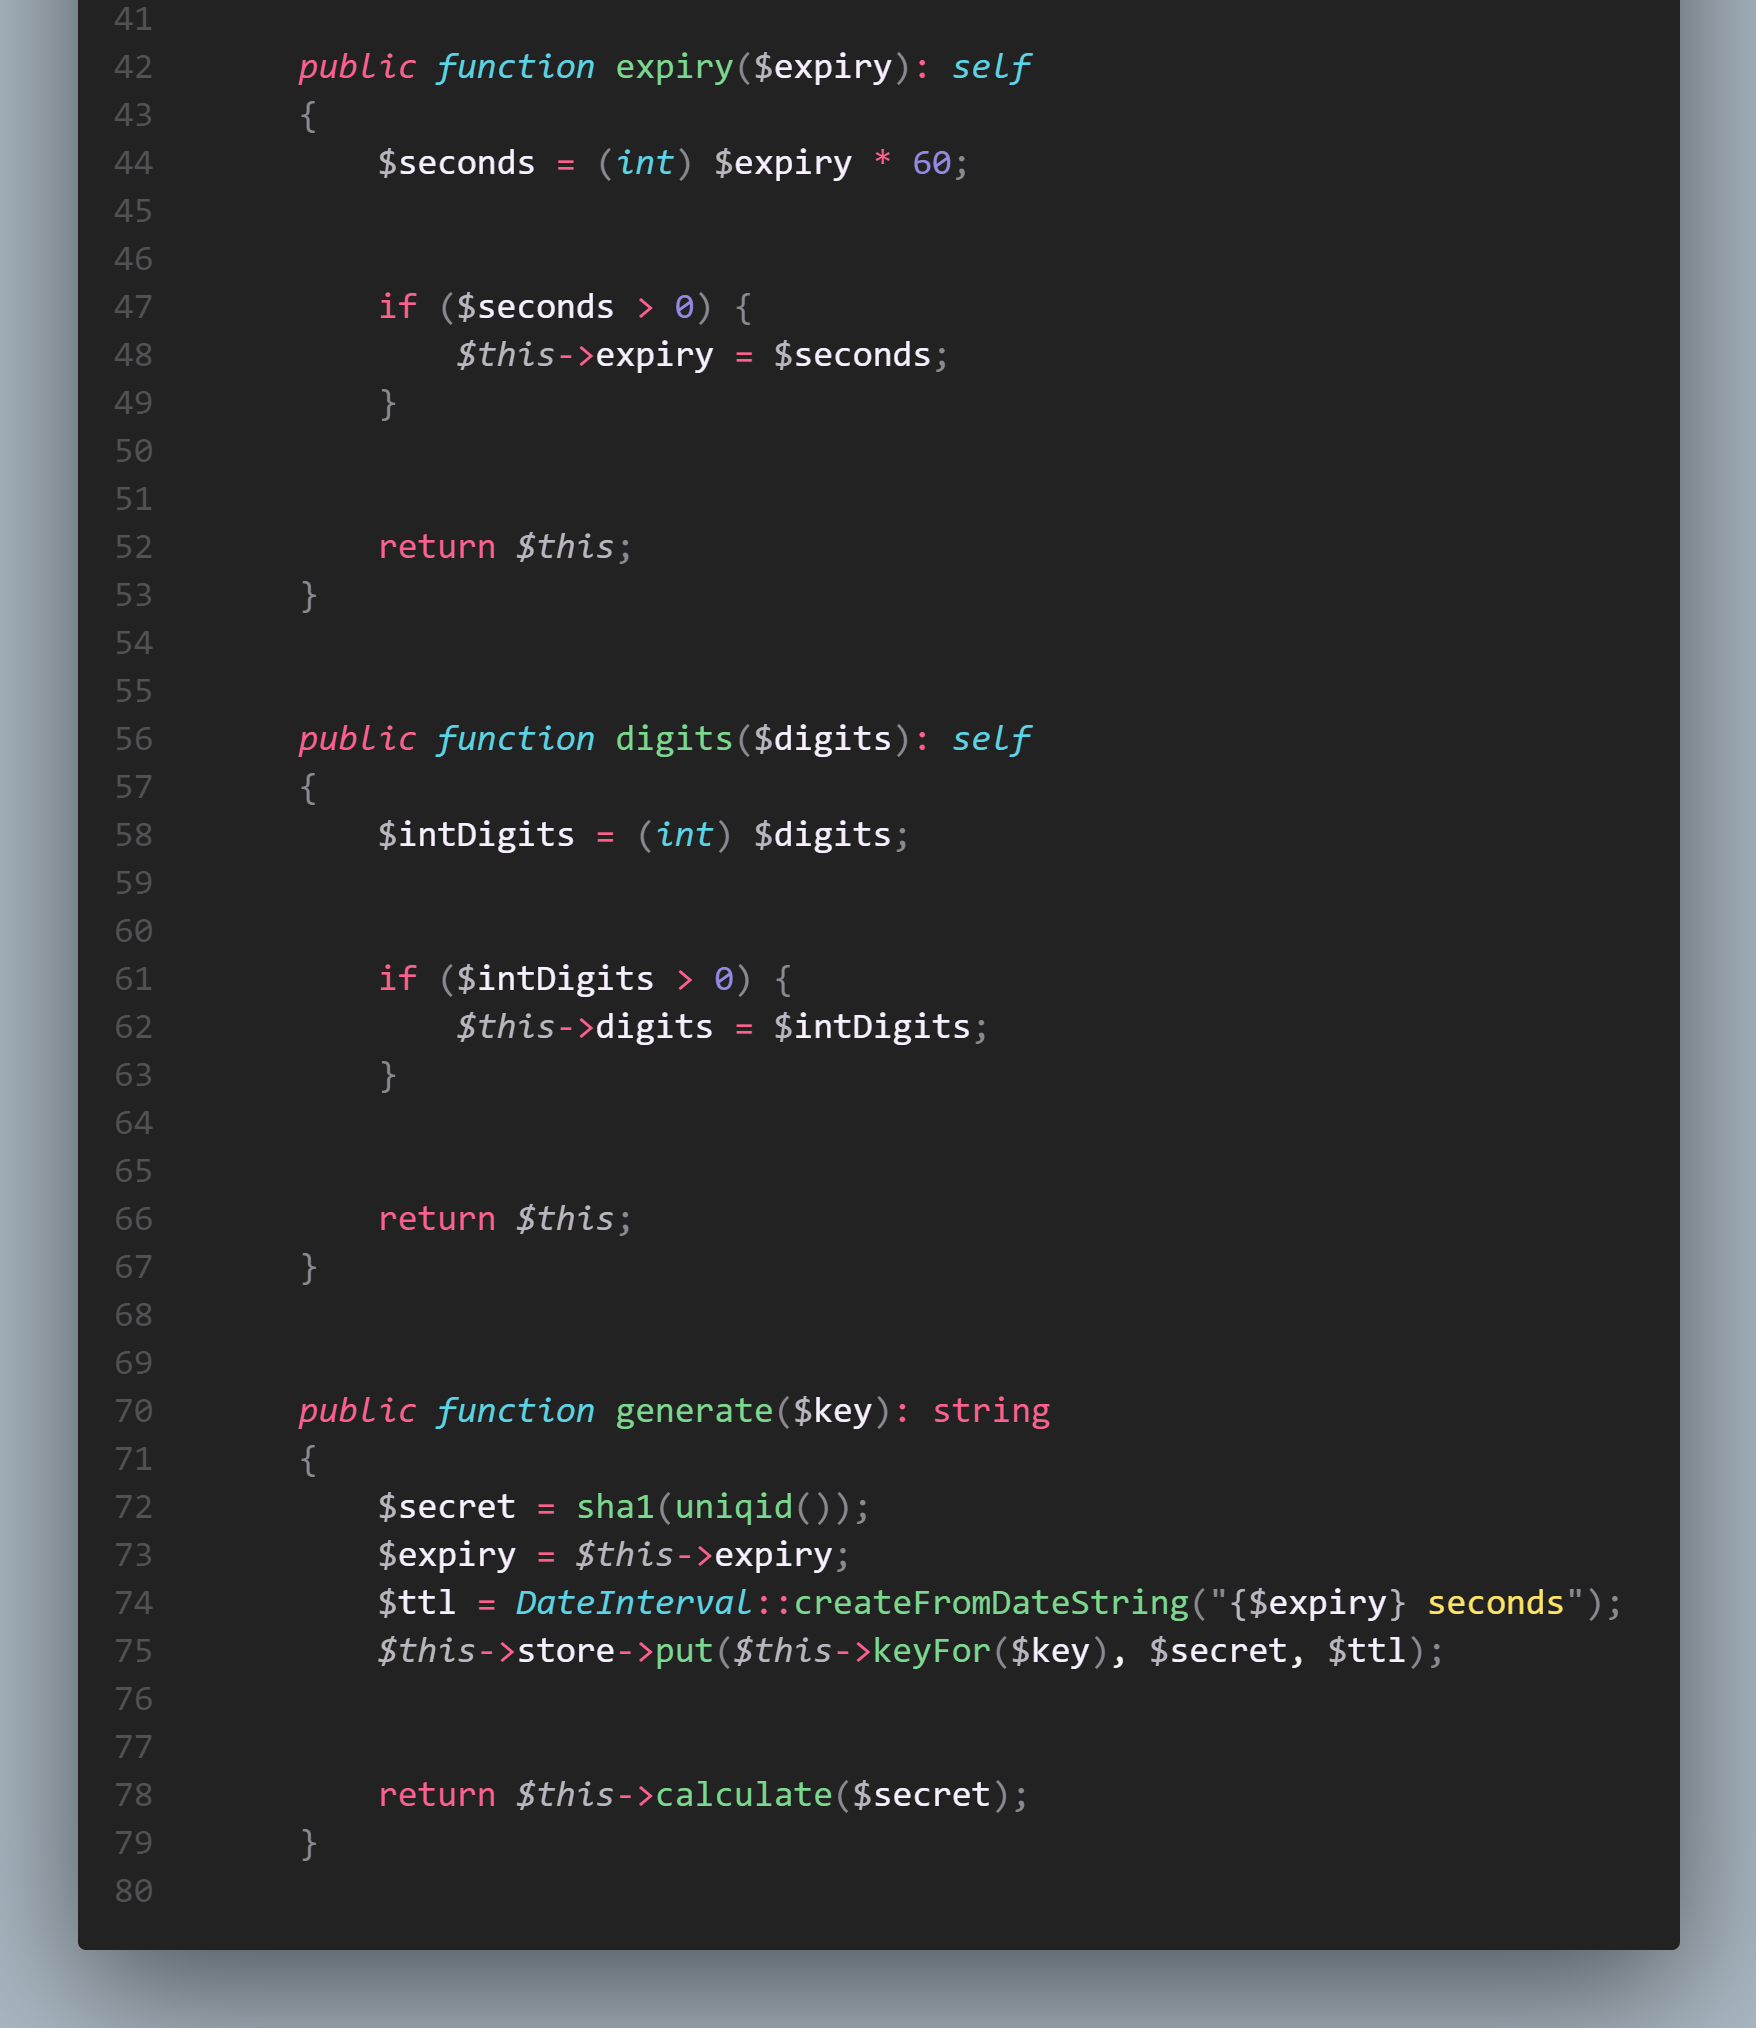 41
42 public function expiry($expiry): self
43 {
44 $seconds = (int) $expiry * 60;
45
46
47 if ($seconds > 0) {
48 $this->expiry = $seconds;
49 }
50
51
52 return $this;
53 }
54
55
56 public function digits($digits): self
57 {
58 $intDigits = (int) $digits;
59
60
61 if ($intDigits > 0) {
62 $this->digits = $intDigits;
63 }
64
65
66 return $this;
67 }
68
69
70 public function generate($key): string
71 {
72 $secret = sha1(uniqid());
73 $expiry = $this->expiry;
74 $ttl = DateInterval::createFromDateString("{$expiry} seconds");
75 $this->store->put($this->keyFor($key), $secret, $ttl);
76
77
78 return $this->calculate($secret);
79 }
80